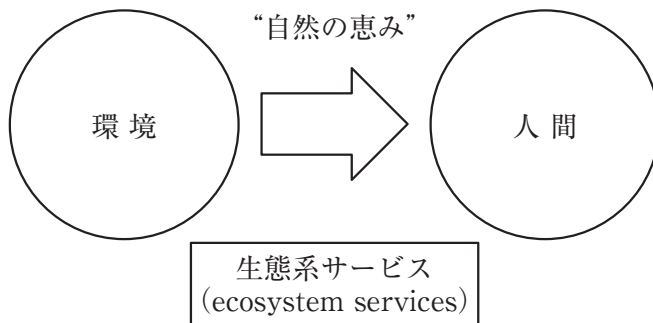 “自然の恵み”
環 境
人 間
生態系サービス
(ecosystem services)